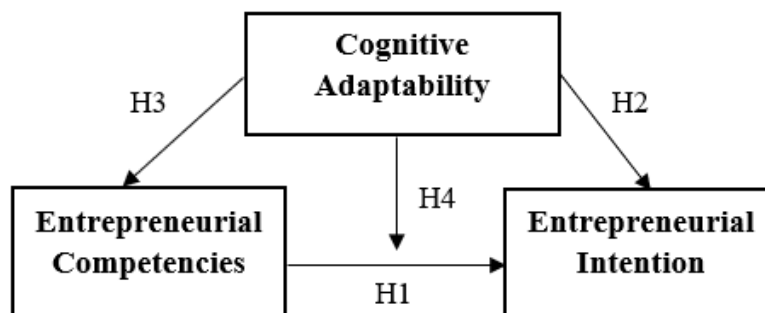 Cognitive
Adaptability
H3
H2
H4
Entrepreneurial
Competencies
Entrepreneurial
Intention
H1